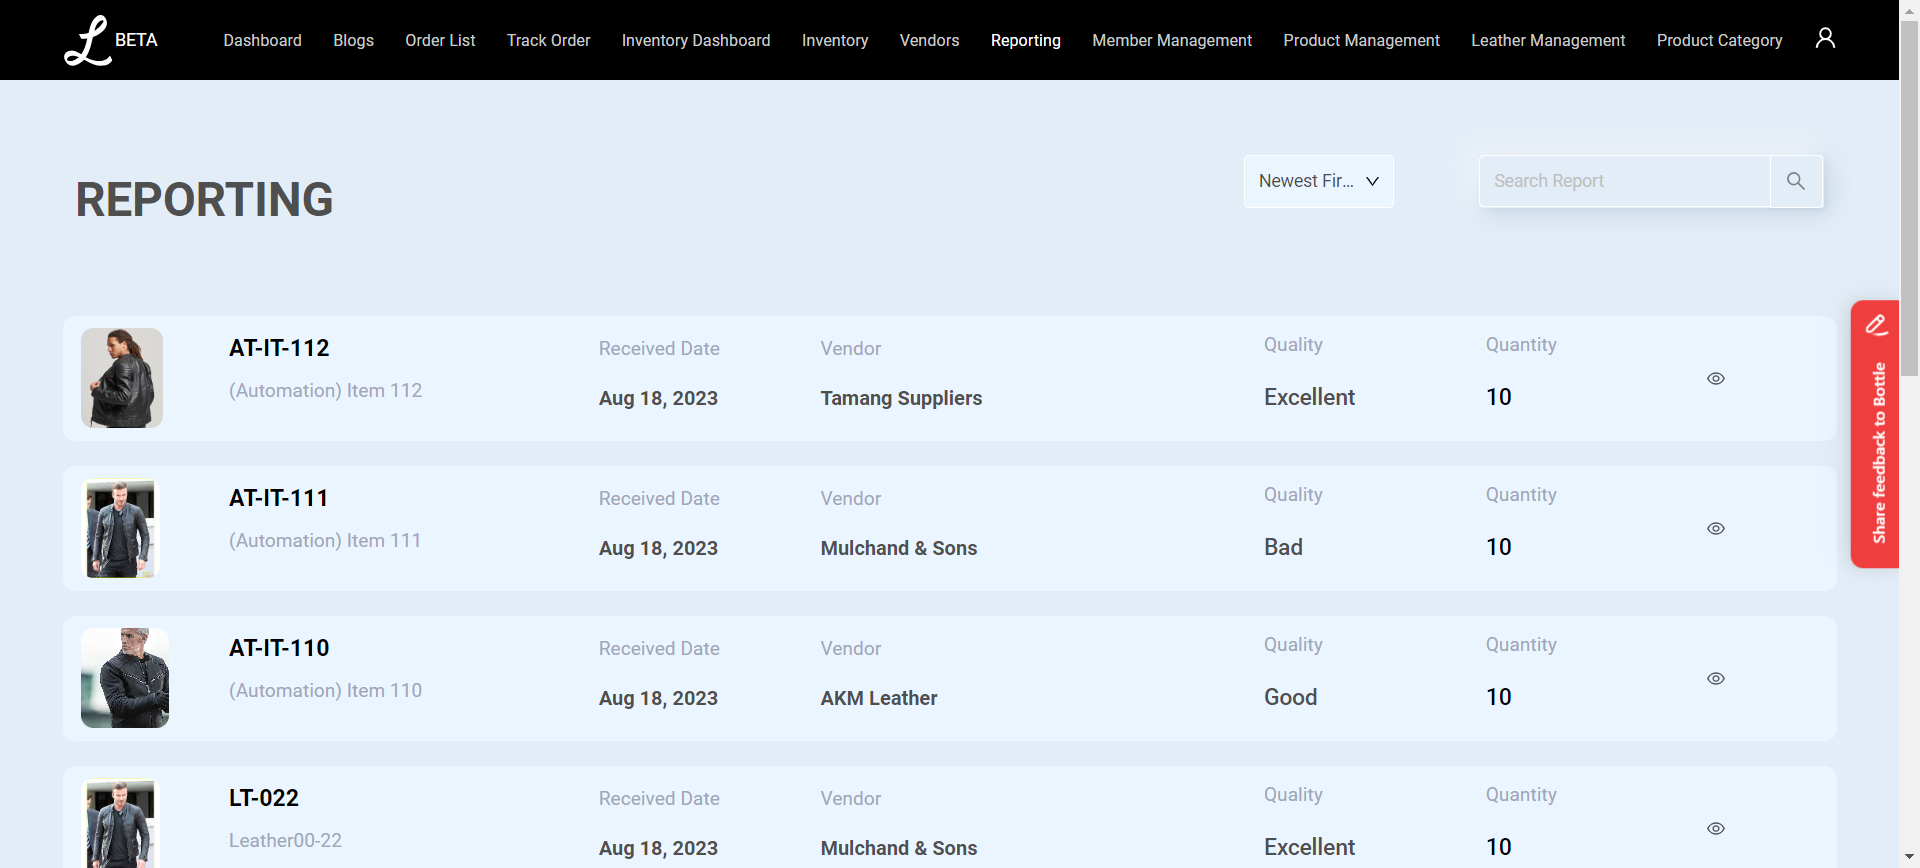 L BETA Dashboard Blogs Order List Track Order Inventory Dashboard Inventory Vendors Reporting Member Management Product Management Leather Management Product Category
REPORTING
Newest Fir...
Search Report
AT-IT-112
(Automation) Item 112
Received Date
Aug 18, 2023
Vendor
Tamang Suppliers
Quality
Excellent
Quantity
10
AT-IT-111
(Automation) Item 111
Received Date
Aug 18, 2023
Vendor
Mulchand & Sons
Quality
Bad
Quantity
10
AT-IT-110
(Automation) Item 110
Received Date
Aug 18, 2023
Vendor
AKM Leather
Quality
Good
Quantity
10
LT-022
Leather00-22
Received Date
Aug 18, 2023
Vendor
Mulchand & Sons
Quality
Excellent
Quantity
10
Share feedback to Bottle